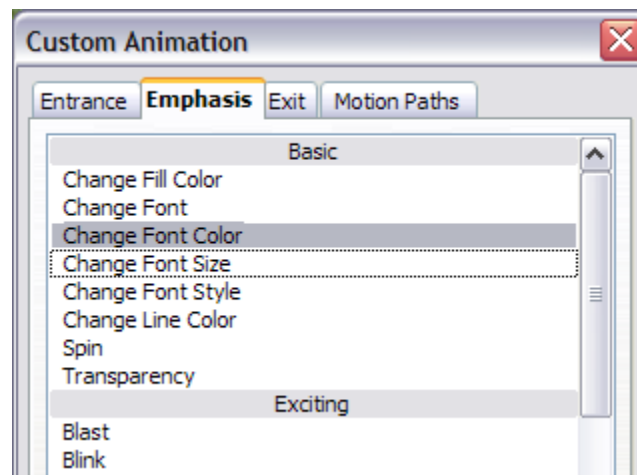 Custom Animation
Entrance Emphasis Exit Motion Paths
Basic
Change Fill Color
Change Font
Change Font Color
Change Font Size
Change Font Style
Change Line Color
Spin
Transparency
Exciting
Blast
Blink